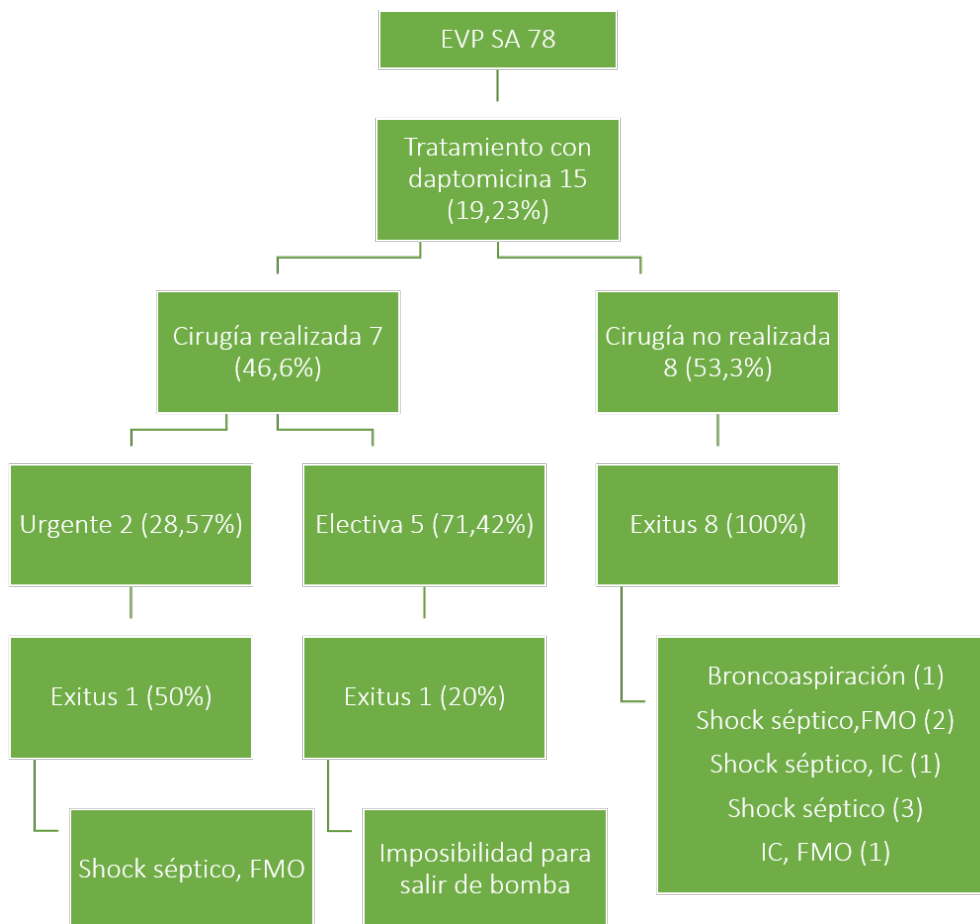 EVP SA 78
Tratamiento con
daptomicina 15
(19,23%)
Cirugía realizada 7
(46,6%)
Cirugía no realizada
8 (53,3%)
Urgente 2 (28,57%)
Electiva 5 (71,42%)
Exitus 8 (100%)
Exitus 1 (50%)
Exitus 1 (20%)
Broncoaspiración (1)
Shock séptico,FMO (2)
Shock séptico, IC (1)
Shock séptico (3)
IC, FMO (1)
Shock séptico, FMO
Imposibilidad para
salir de bomba